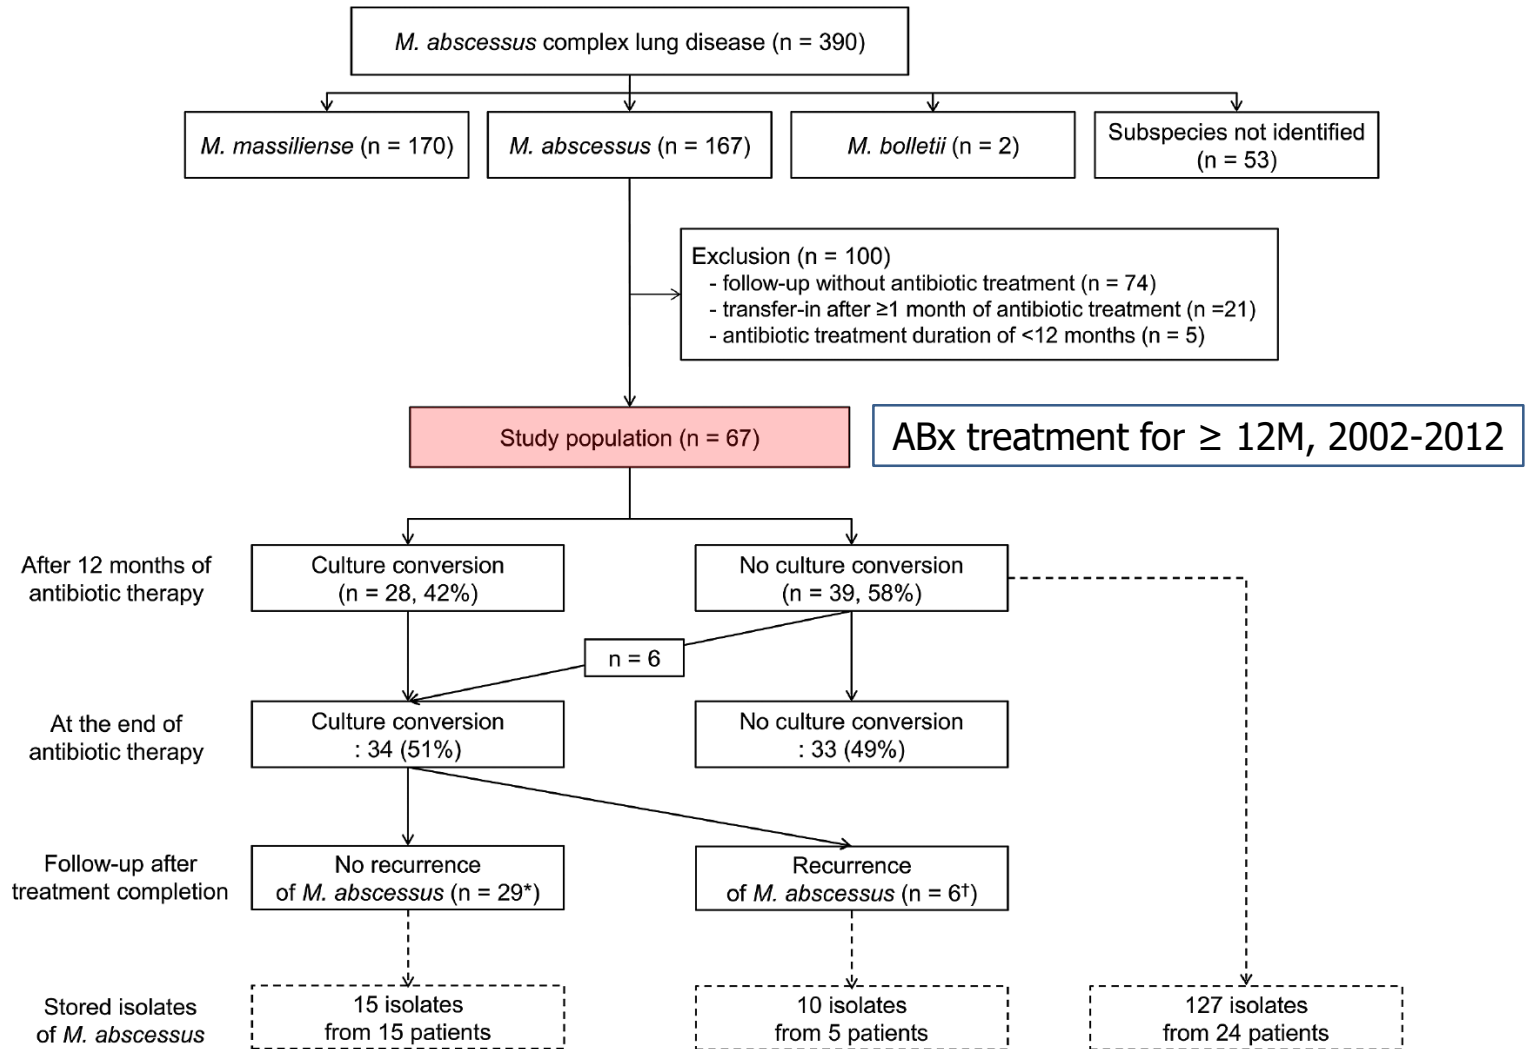 M. abscessus complex lung disease (n = 390)
M. massiliense (n = 170)
M. abscessus (n = 167)
M. bolletii (n = 2)
Subspecies not identified
(n = 53)
Exclusion (n = 100)
- follow-up without antibiotic treatment (n = 74)
- transfer-in after ≥1 month of antibiotic treatment (n =21)
- antibiotic treatment duration of <12 months (n = 5)
Study population (n = 67)
ABx treatment for ≥ 12M, 2002-2012
After 12 months of
antibiotic therapy
Culture conversion
(n = 28, 42%)
No culture conversion
(n = 39, 58%)
n = 6
At the end of
antibiotic therapy
Culture conversion
: 34 (51%)
No culture conversion
: 33 (49%)
Follow-up after
treatment completion
No recurrence
of M. abscessus (n = 29*)
Recurrence
of M. abscessus (n = 6†)
Stored isolates
of M. abscessus
15 isolates
from 15 patients
10 isolates
from 5 patients
127 isolates
from 24 patients